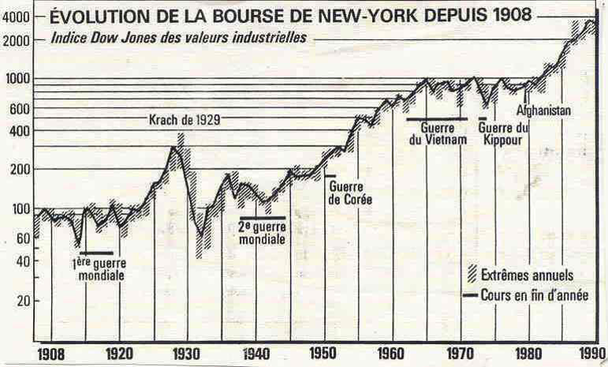 ÉVOLUTION DE LA BOURSE DE NEW-YORK DEPUIS 1908
Indice Dow Jones des valeurs industrielles
4000
2000
1000
600
400
200
100
60
40
20
Krach de 1929
Afghanistan
Guerre
du Vietnam
Guerre du
Kippour
Guerre
de Corée
2e guerre
mondiale
1ère guerre
mondiale
Extrêmes annuels
Cours en fin d'année
1908 1920 1930 1940 1950 1960 1970 1980 1990